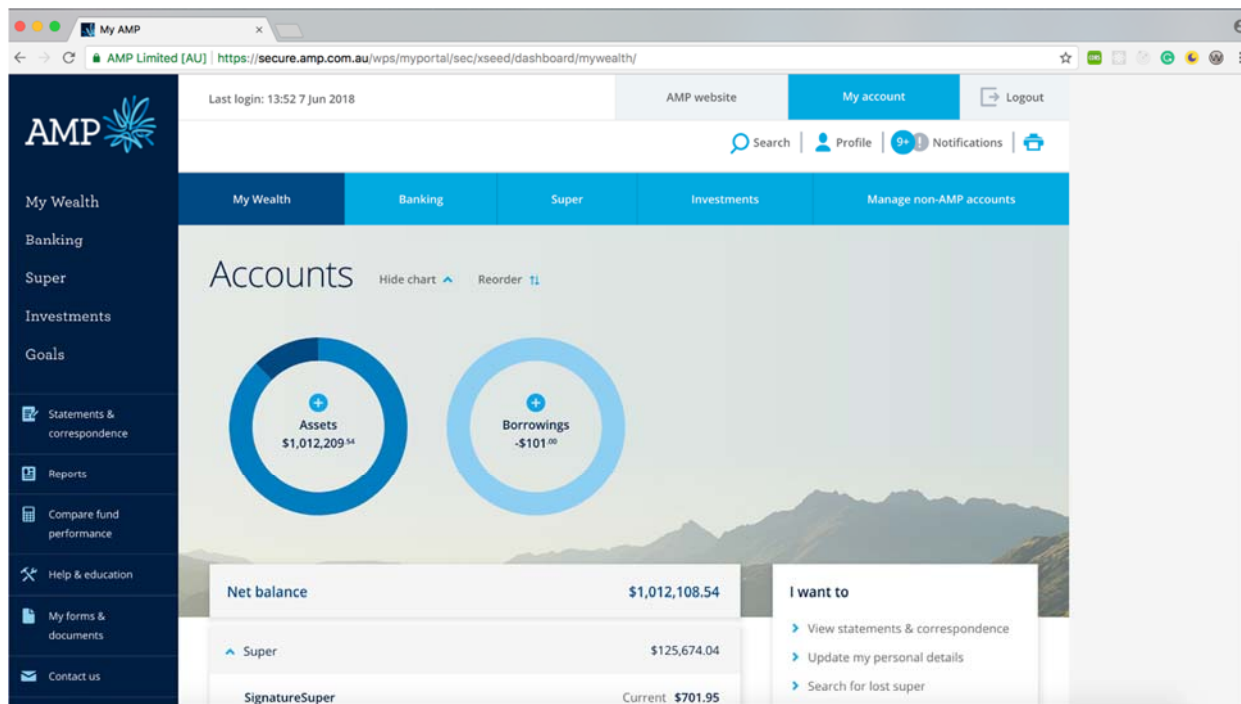 My AMP
AMP Limited [AU] https://secure.amp.com.au/wps/myportal/sec/xseed/dashboard/mywealth/
AMP
My Wealth
Banking
Super
Investments
Goals
Statements &
correspondence
Reports
Compare fund
performance
Help & education
My forms &
documents
Contact us
Last login: 13:52 7 Jun 2018
AMP website
My account
Logout
Search
Profile
9+ ! Notifications
My Wealth
Banking
Super
Investments
Manage non-AMP accounts
Accounts
Hide chart
Reorder
Assets
$1,012,209.54
Borrowings
-$101.00
Net balance $1,012,108.54
Super $125,674.04
SignatureSuper Current $701.95
I want to
View statements & correspondence
Update my personal details
Search for lost super